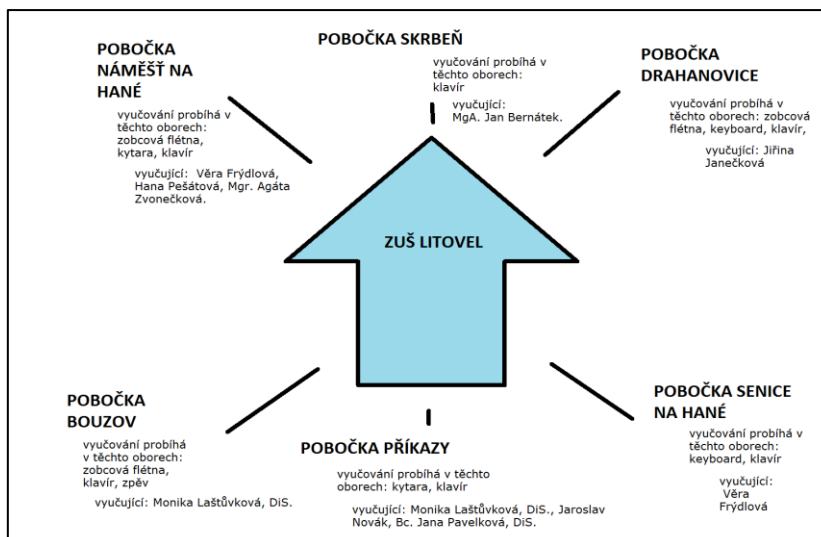 POBOČKA
NÁMĚŠŤ NA
HANÉ
vyučování probíhá v
těchto oborech:
zobcová flétna,
kytara, klavír
vyučující:  Věra Frýdlová,
Hana Pešátová, Mgr. Agáta
Zvonečková.
POBOČKA SKRBEŇ
vyučování probíhá v
těchto oborech:
klavír
vyučující:
MgA. Jan Bernátek.
POBOČKA
DRAHANOVICE
vyučování probíhá v
těchto oborech: zobcová
flétna, keyboard, klavír,
vyučující: Jiřina
Janečková
ZUŠ LITOVEL
POBOČKA
BOUZOV
vyučování probíhá
v těchto oborech:
zobcová flétna,
klavír, zpěv
vyučující: Monika Laštůvková, DiS.
POBOČKA PŘÍKAZY
vyučování probíhá v těchto
oborech: kytara, klavír
vyučující: Monika Laštůvková, DiS., Jaroslav
Novák, Bc. Jana Pavelková, DiS.
POBOČKA SENICE
NA HANÉ
vyučování probíhá v
těchto oborech:
keyboard, klavír
vyučující:
Věra
Frýdlová